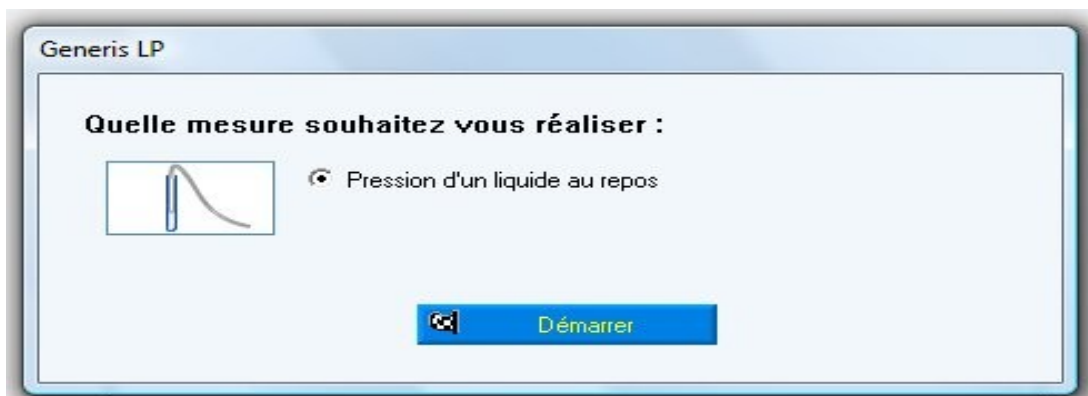 Generis LP
Quelle mesure souhaitez vous réaliser :
Pression d'un liquide au repos
Démarrer